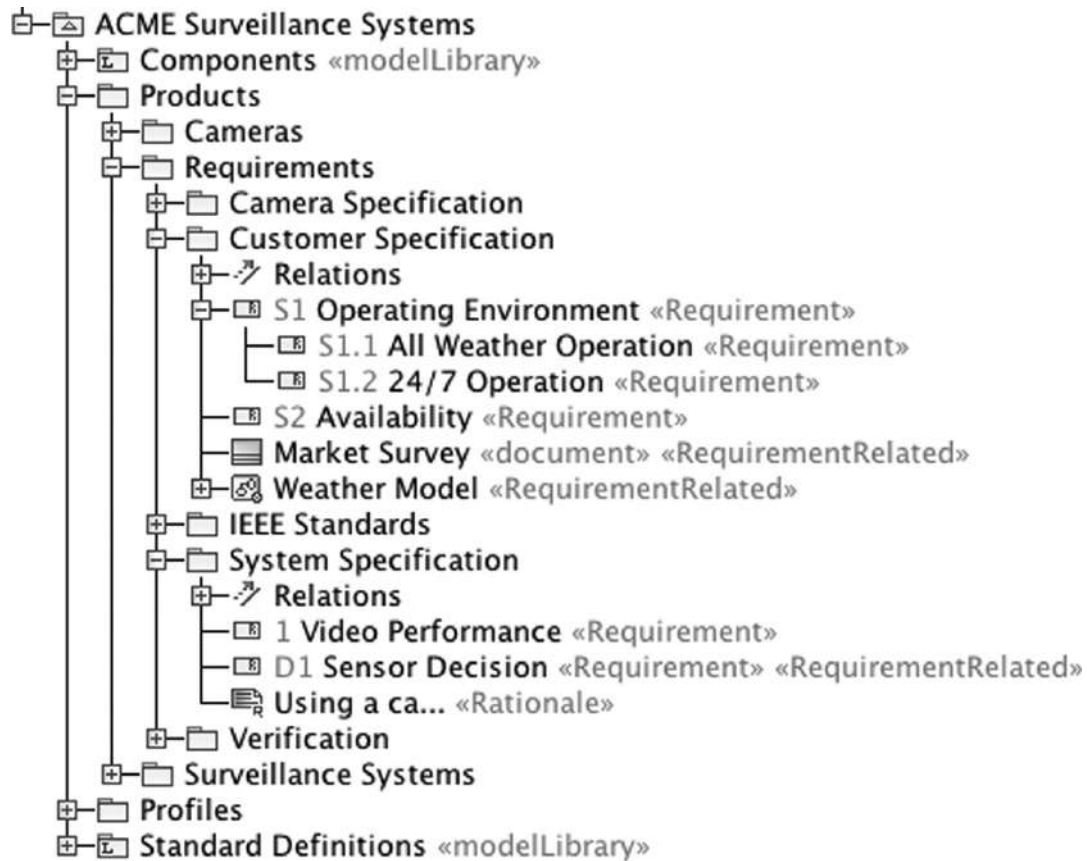 ACME Surveillance Systems
Components «modelLibrary»
Products
Cameras
Requirements
Camera Specification
Customer Specification
Relations
S1 Operating Environment «Requirement»
S1.1 All Weather Operation «Requirement»
S1.2 24/7 Operation «Requirement»
S2 Availability «Requirement»
Market Survey «document» «RequirementRelated»
Weather Model «RequirementRelated»
IEEE Standards
System Specification
Relations
1 Video Performance «Requirement»
D1 Sensor Decision «Requirement» «RequirementRelated»
Using a ca... «Rationale»
Verification
Surveillance Systems
Profiles
Standard Definitions «modelLibrary»